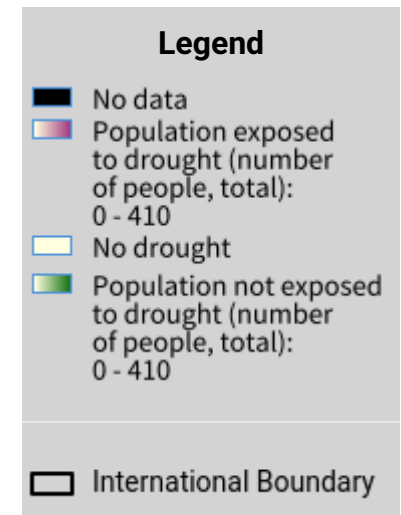 Legend
No data
Population exposed
to drought (number
of people, total):
0 - 410
No drought
Population not exposed
to drought (number
of people, total):
0 - 410
International Boundary